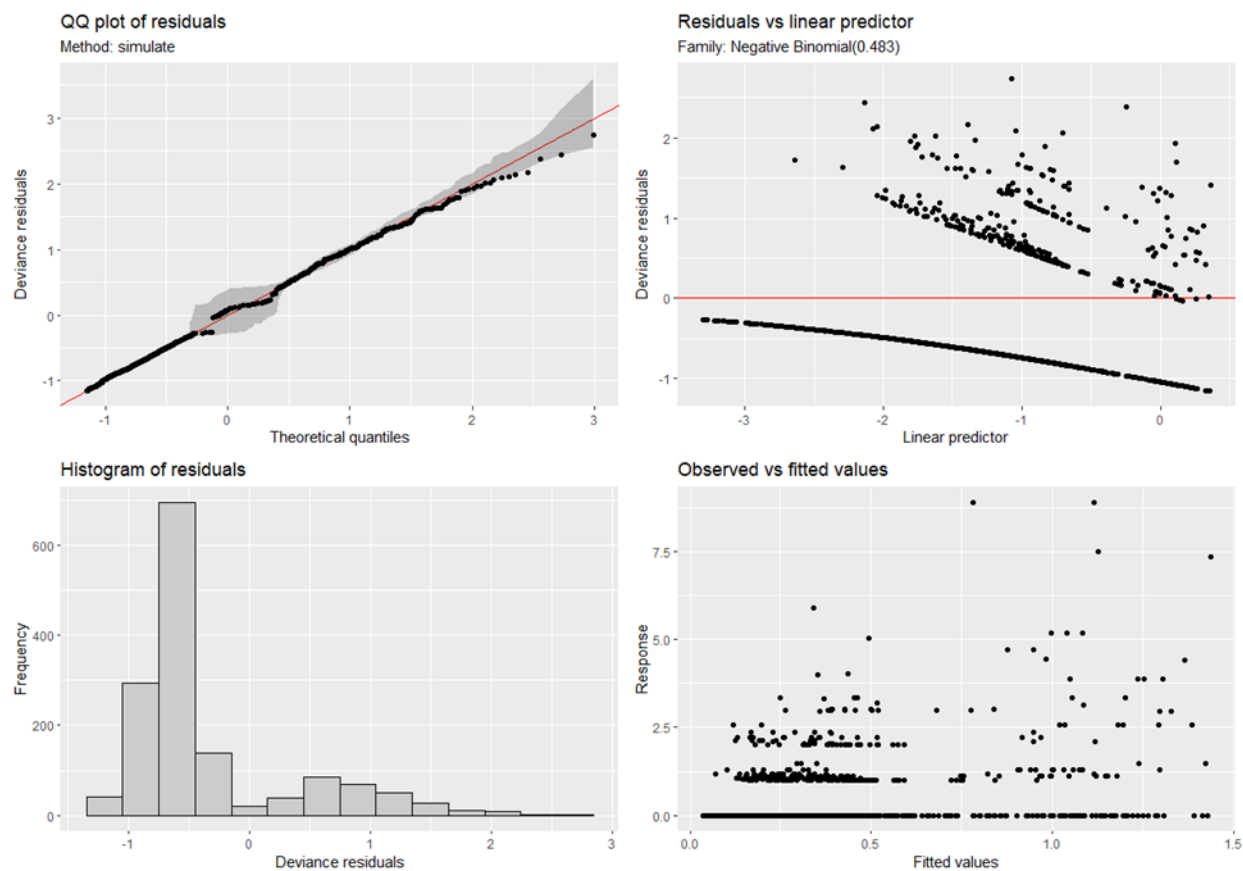 QQ plot of residuals
Method: simulate
3
2
1
0
-1
Deviance residuals
-1
0
1
2
3
Theoretical quantiles
Residuals vs linear predictor
Family: Negative Binomial(0.483)
2
1
0
-1
Deviance residuals
-3
-2
-1
0
Linear predictor
Histogram of residuals
600
400
200
0
Frequency
-1
0
1
2
3
Deviance residuals
Observed vs fitted values
7.5
5.0
2.5
0.0
Response
0.0
0.5
1.0
1.5
Fitted values